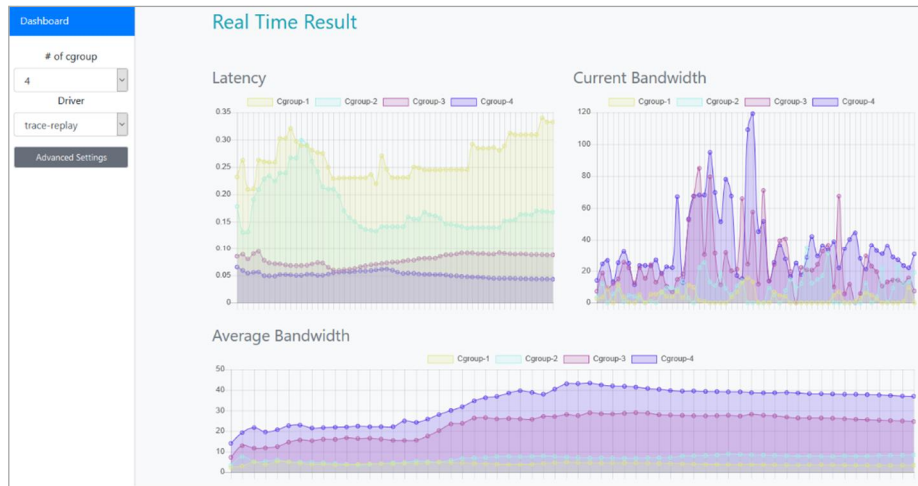 Dashboard
# of cgroup
4
Driver
trace-replay
Advanced Settings
Real Time Result
Latency
Cgroup-1 Cgroup-2 Cgroup-3 Cgroup-4
0.35
0.30
0.25
0.20
0.15
0.10
0.05
0
Current Bandwidth
Cgroup-1 Cgroup-2 Cgroup-3 Cgroup-4
120
100
80
60
40
20
0
Average Bandwidth
Cgroup-1 Cgroup-2 Cgroup-3 Cgroup-4
50
40
30
20
10
0